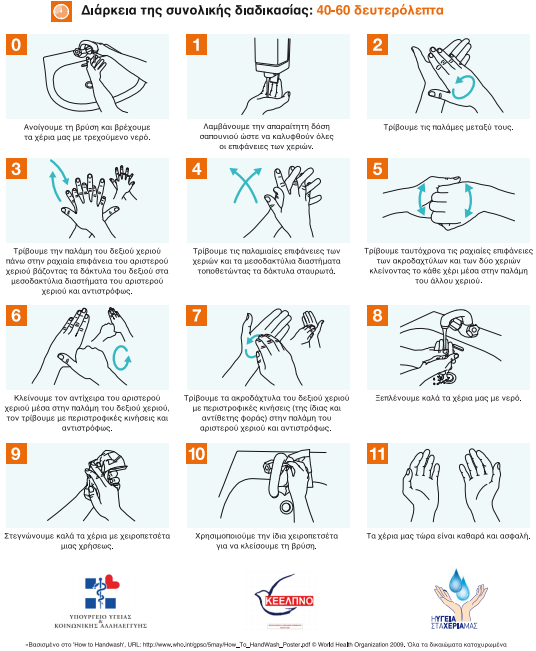 Διάρκεια της συνολικής διαδικασίας: 40-60 δευτερόλεπτα
0
Ανοίγουμε τη βρύση και βρέχουμε
τα χέρια μας με τρεχούμενο νερό.
1
Λαμβάνουμε την απαραίτητη δόση
σαπουνιού ώστε να καλυφθούν όλες
οι επιφάνειες των χεριών.
2
Τρίβουμε τις παλάμες μεταξύ τους.
3
Τρίβουμε την παλάμη του δεξιού χεριού
πάνω στην ραχιαία επιφάνεια του αριστερού
χεριού βάζοντας τα δάκτυλα του δεξιού στα
μεσοδακτύλια διαστήματα του αριστερού
χεριού και αντιστρόφως.
4
Τρίβουμε τις παλαμιαίες επιφάνειες των
χεριών και τα μεσοδακτύλια διαστήματα
τοποθετώντας τα δάκτυλα σταυρωτά.
5
Τρίβουμε ταυτόχρονα τις ραχιαίες επιφάνειες
των ακροδαχτύλων και των δύο χεριών
κλείνοντας το κάθε χέρι μέσα στην παλάμη
του άλλου χεριού.
6
Κλείνουμε τον αντίχειρα του αριστερού
χεριού μέσα στην παλάμη του δεξιού χεριού,
τον τρίβουμε με περιστροφικές κινήσεις και
αντιστρόφως.
7
Τρίβουμε τα ακροδάχτυλα του δεξιού χεριού
με περιστροφικές κινήσεις (της ίδιας και
αντίθετης φοράς) στην παλάμη του
αριστερού χεριού και αντιστρόφως.
8
Ξεπλένουμε καλά τα χέρια μας με νερό.
9
Στεγνώνουμε καλά τα χέρια με χειροπετσέτα
μιας χρήσεως.
10
Χρησιμοποιούμε την ίδια χειροπετσέτα
για να κλείσουμε τη βρύση.
11
Τα χέρια μας τώρα είναι καθαρά και ασφαλή.
ΥΠΟΥΡΓΕΙΟ ΥΓΕΙΑΣ
&
ΚΟΙΝΩΝΙΚΗΣ ΑΛΛΗΛΕΓΓΥΗΣ
ΚΕΕΛΠΝΟ
ΗΥΓΕΙΑ
ΣΤΑΧΕΡΙΑΜΑΣ
«Βασισμένο στο 'How to Handwash', URL: http://www.who.int/gpsc/5may/How_To_HandWash_Poster.pdf © World Health Organization 2009. Όλα τα δικαιώματα κατοχυρωμένα